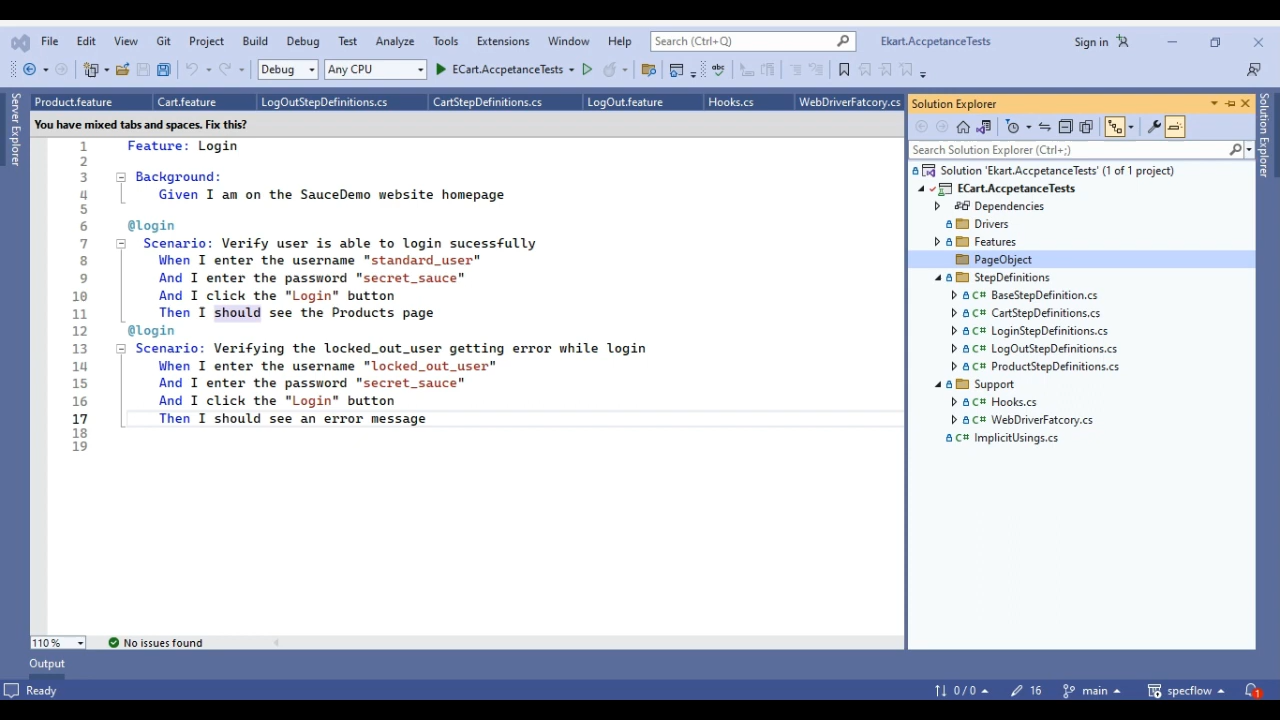 File Edit View Git Project Build Debug Test Analyze Tools Extensions Window Help Search (Ctrl+Q) Ekart.AccpetanceTests Sign in
Debug Any CPU ECart.AccpetanceTests
Server Explorer
Product.feature Cart.feature LogOutStepDefinitions.cs CartStepDefinitions.cs LogOut.feature Hooks.cs WebDriverFatcory.cs
You have mixed tabs and spaces. Fix this?
1 Feature: Login
2
3 Background:
4 Given I am on the SauceDemo website homepage
5
6 @login
7 Scenario: Verify user is able to login sucessfully
8 When I enter the username "standard_user"
9 And I enter the password "secret_sauce"
10 And I click the "Login" button
11 Then I should see the Products page
12 @login
13 Scenario: Verifying the locked_out_user getting error while login
14 When I enter the username "locked_out_user"
15 And I enter the password "secret_sauce"
16 And I click the "Login" button
17 Then I should see an error message
18
19
110 % No issues found
Output
Solution Explorer
Search Solution Explorer (Ctrl+;)
Solution 'Ekart.AccpetanceTests' (1 of 1 project)
ECart.AccpetanceTests
Dependencies
Drivers
Features
PageObject
StepDefinitions
C# BaseStepDefinition.cs
C# CartStepDefinitions.cs
C# LoginStepDefinitions.cs
C# LogOutStepDefinitions.cs
C# ProductStepDefinitions.cs
Support
C# Hooks.cs
C# WebDriverFatcory.cs
C# ImplicitUsings.cs
Solution Explorer
Ready 0 / 0 16 main specflow 1